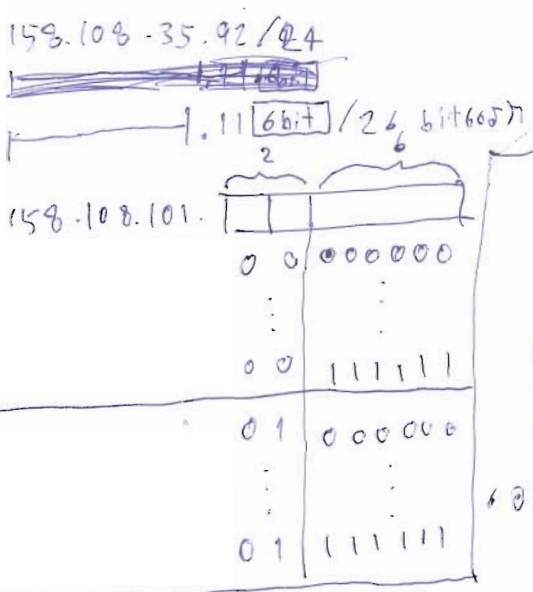 158.108.35.92/24
.11 6bit /26, bit
2 6
158.108.101.
0 0 000000
0 0 111111
0 1 000000
0 1 111111